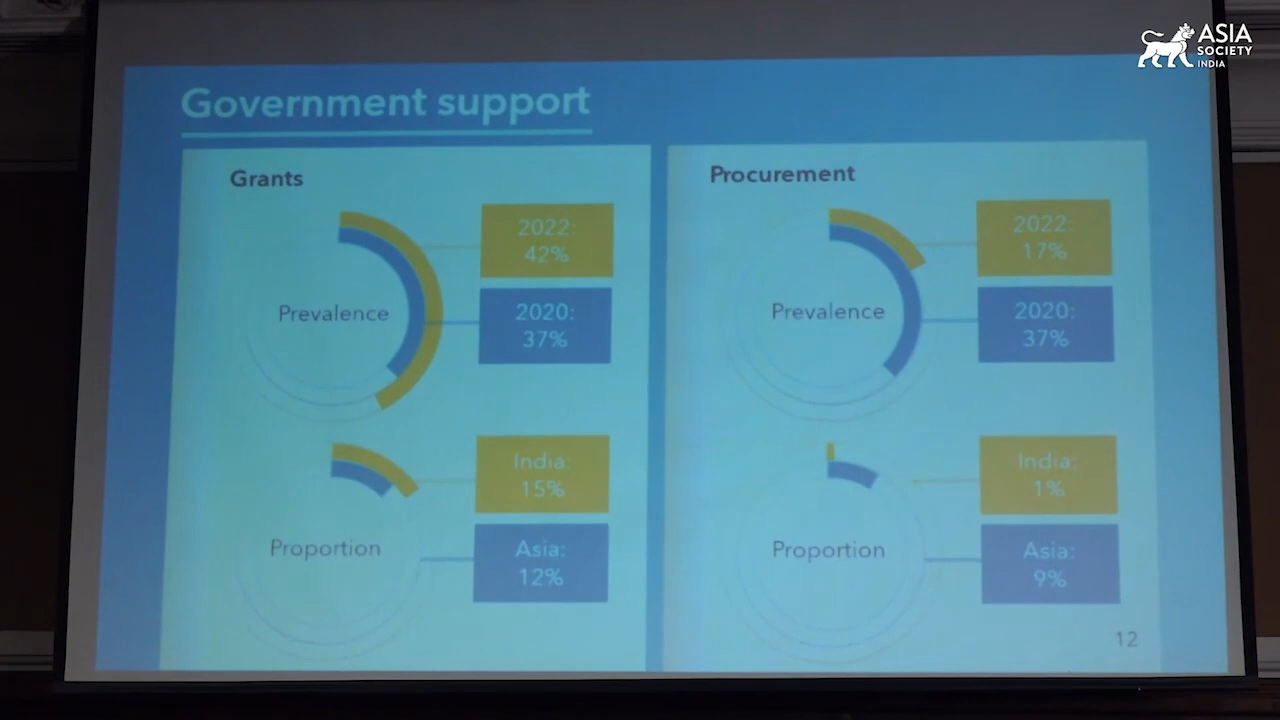 ASIA
SOCIETY
INDIA
Government support
Grants
2022:
42%
Prevalence
2020:
37%
India:
15%
Proportion
Asia:
12%
Procurement
2022:
17%
Prevalence
2020:
37%
India:
1%
Proportion
Asia:
9%
12